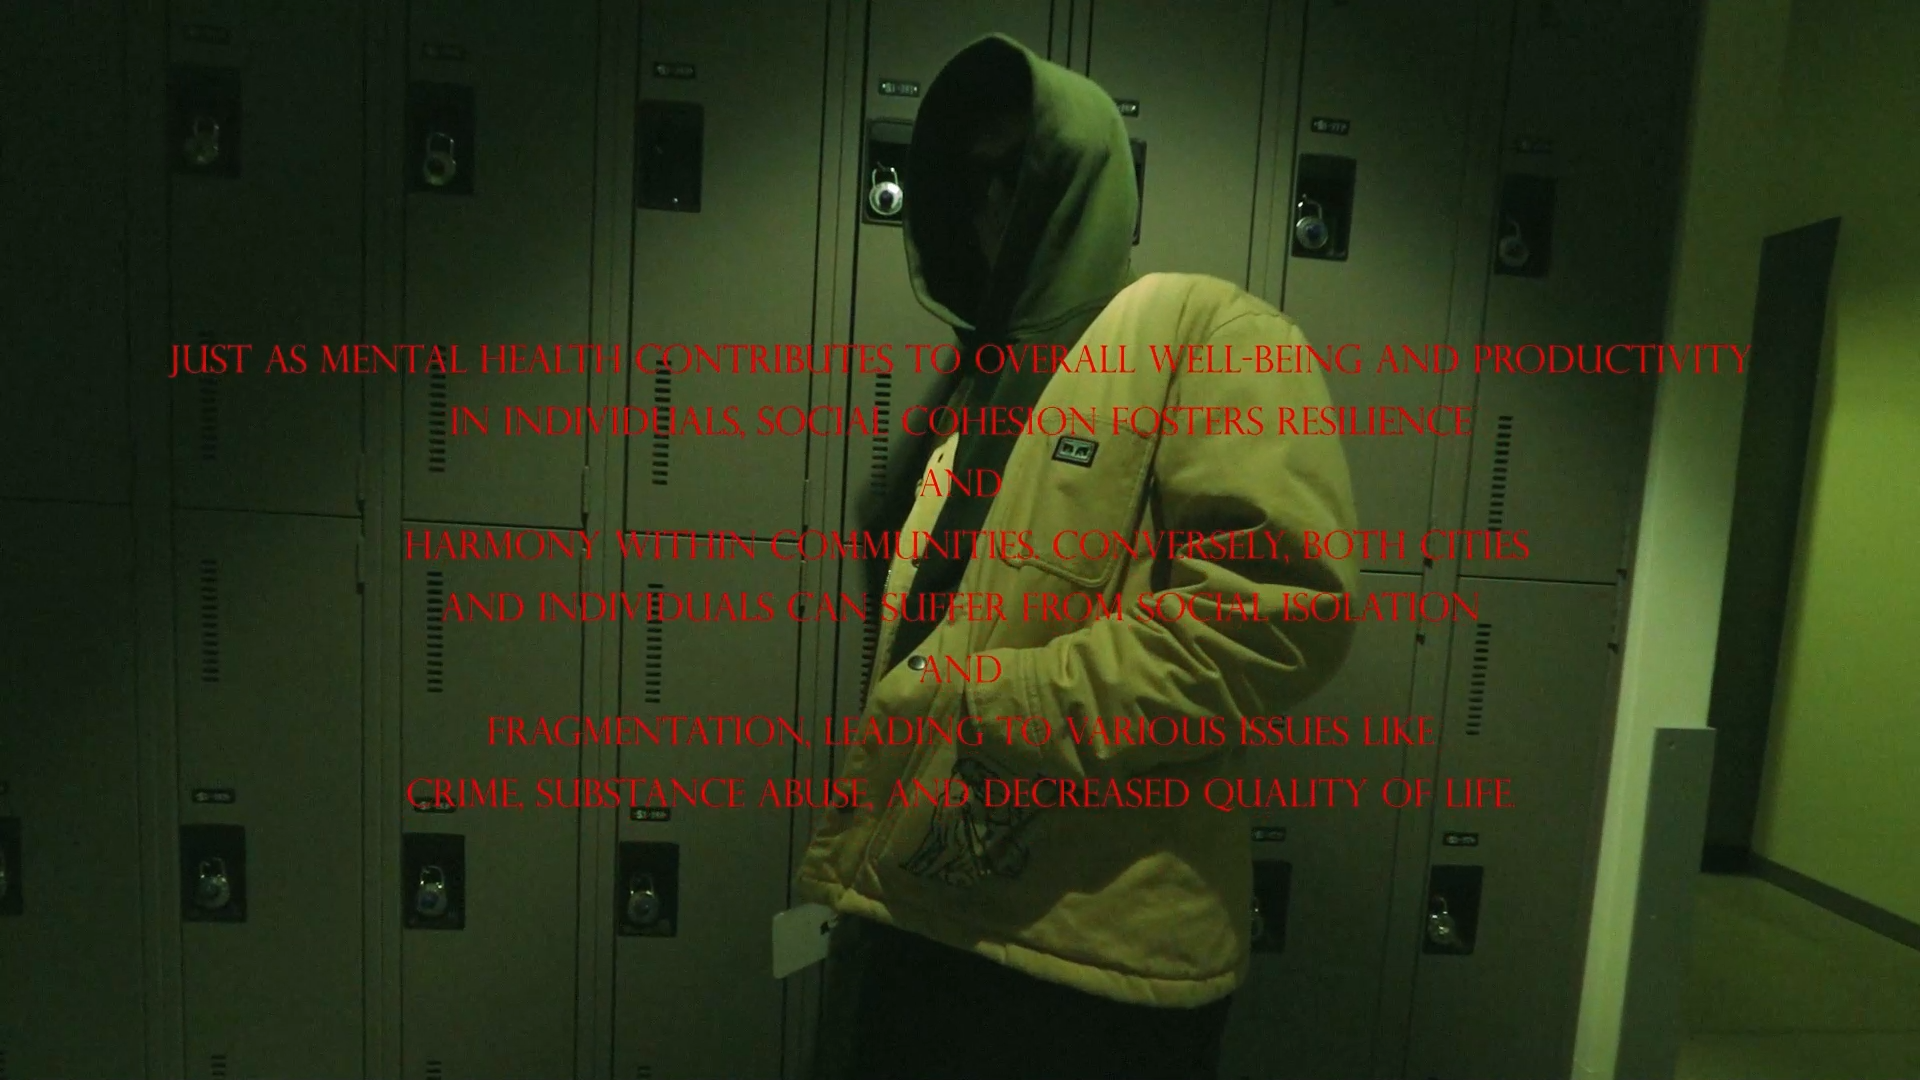 JUST AS MENTAL HEALTH CONTRIBUTES TO OVERALL WELL-BEING AND PRODUCTIVITY
IN INDIVIDUALS, SOCIAL COHESION FOSTERS RESILIENCE
AND
HARMONY WITHIN COMMUNITIES. CONVERSELY, BOTH CITIES
AND INDIVIDUALS CAN SUFFER FROM SOCIAL ISOLATION
AND
FRAGMENTATION, LEADING TO VARIOUS ISSUES LIKE
CRIME, SUBSTANCE ABUSE, AND DECREASED QUALITY OF LIFE.